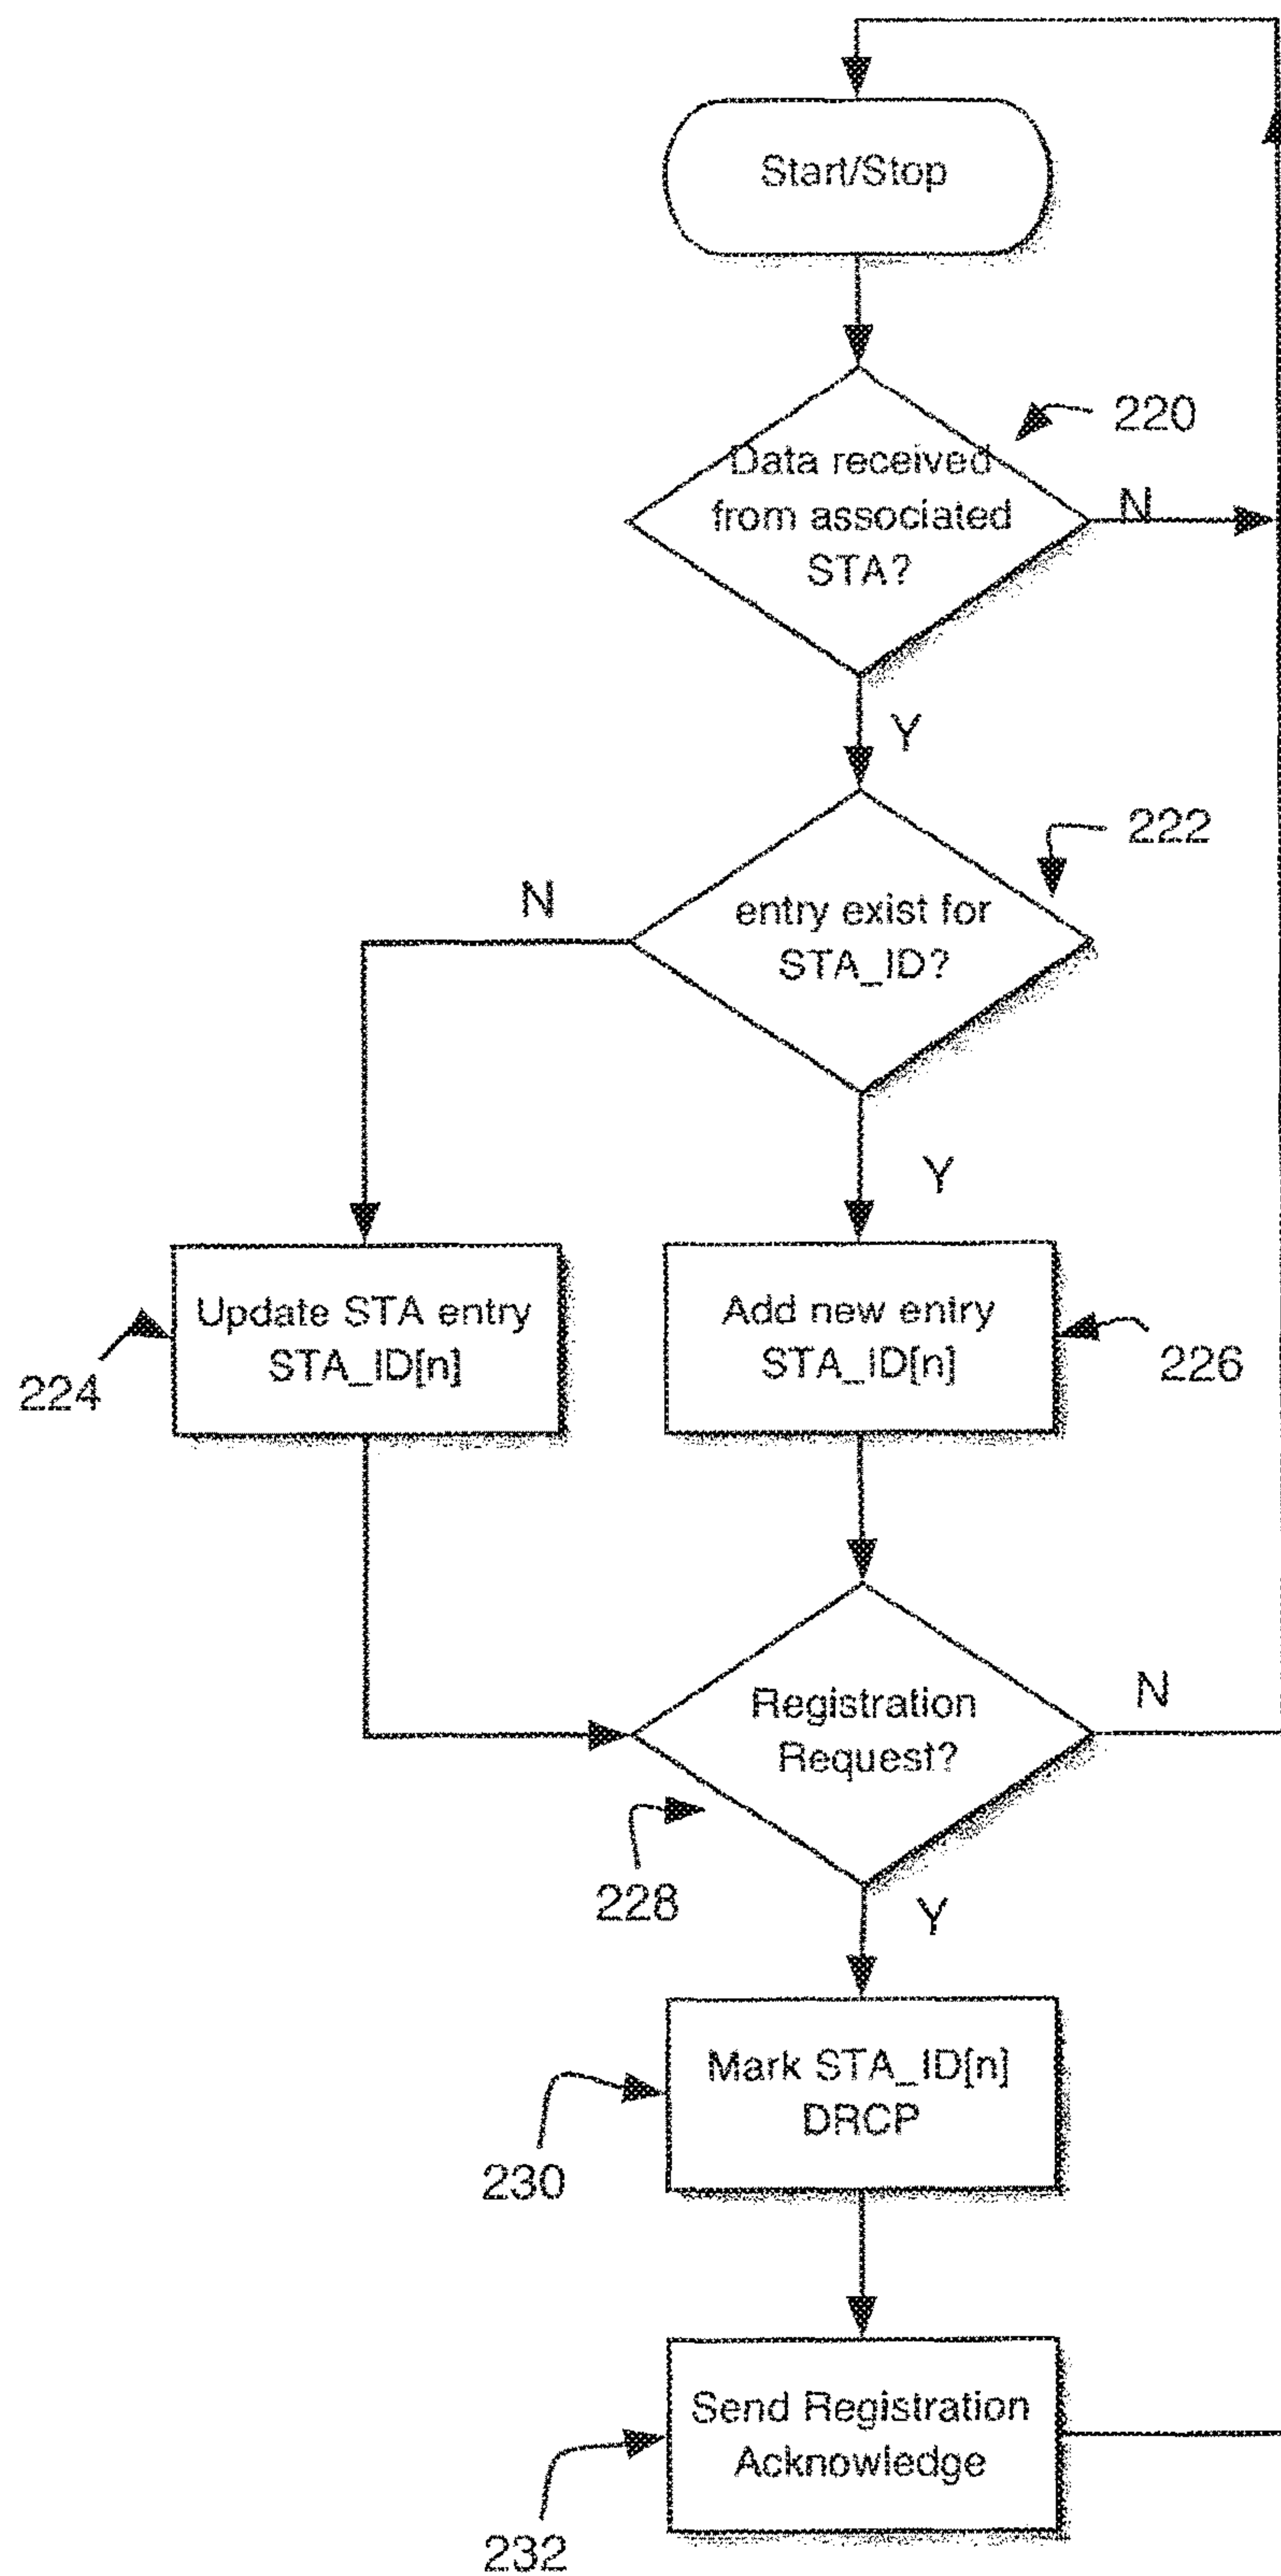 Start/Stop
220
Data received
from associated
STA?
N
Y
222
N
entry exist for
STA_ID?
Y
Update STA entry
STA_ID[n]
224
Add new entry
STA_ID[n]
226
Registration
Request?
N
228
Y
Mark STA_ID[n]
DRCP
230
Send Registration
Acknowledge
232